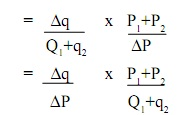 = Δq x P₁+P₂
Q₁+q₂ ΔP
= Δq x P₁+P₂
ΔP Q₁+q₂